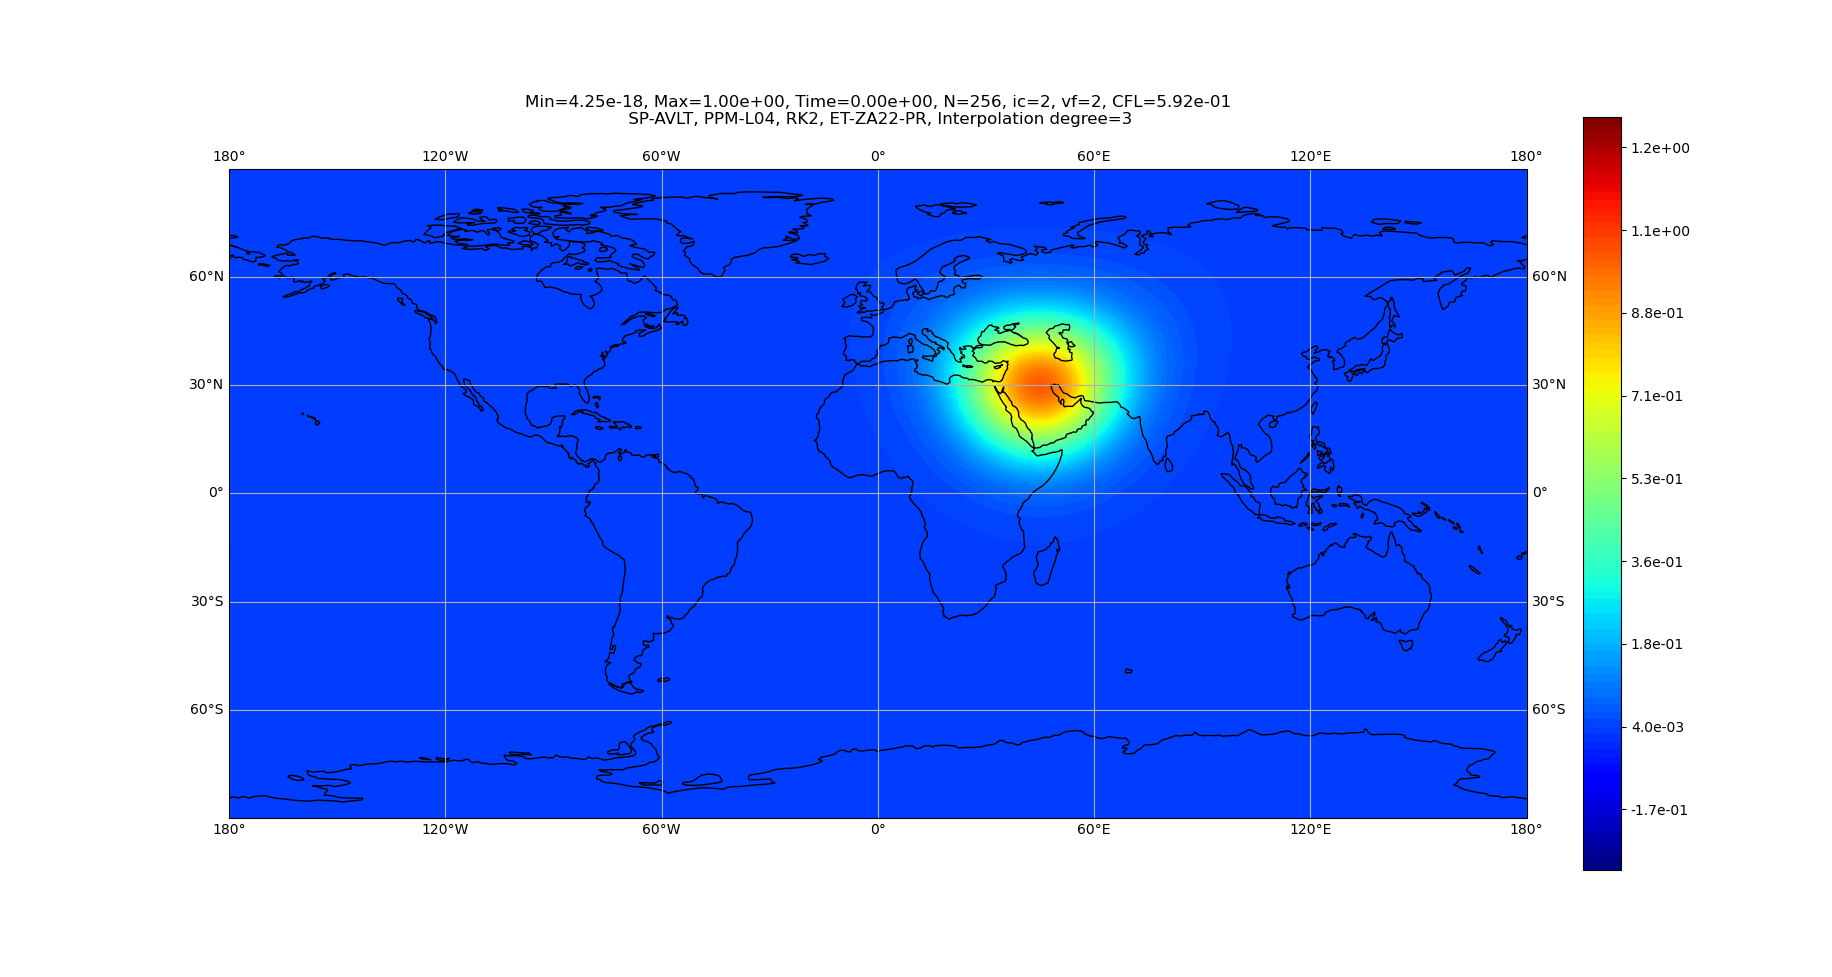 Min=4.25e-18, Max=1.00e+00, Time=0.00e+00, N=256, ic=2, vf=2, CFL=5.92e-01
SP-AVLT, PPM-L04, RK2, ET-ZA22-PR, Interpolation degree=3
180° 120°W 60°W 0° 60°E 120°E 180°
60°N 60°N
30°N 30°N
0° 0°
30°S 30°S
60°S 60°S
180° 120°W 60°W 0° 60°E 120°E 180°
1.2e+00
1.1e+00
8.8e-01
7.1e-01
5.3e-01
3.6e-01
1.8e-01
4.0e-03
-1.7e-01